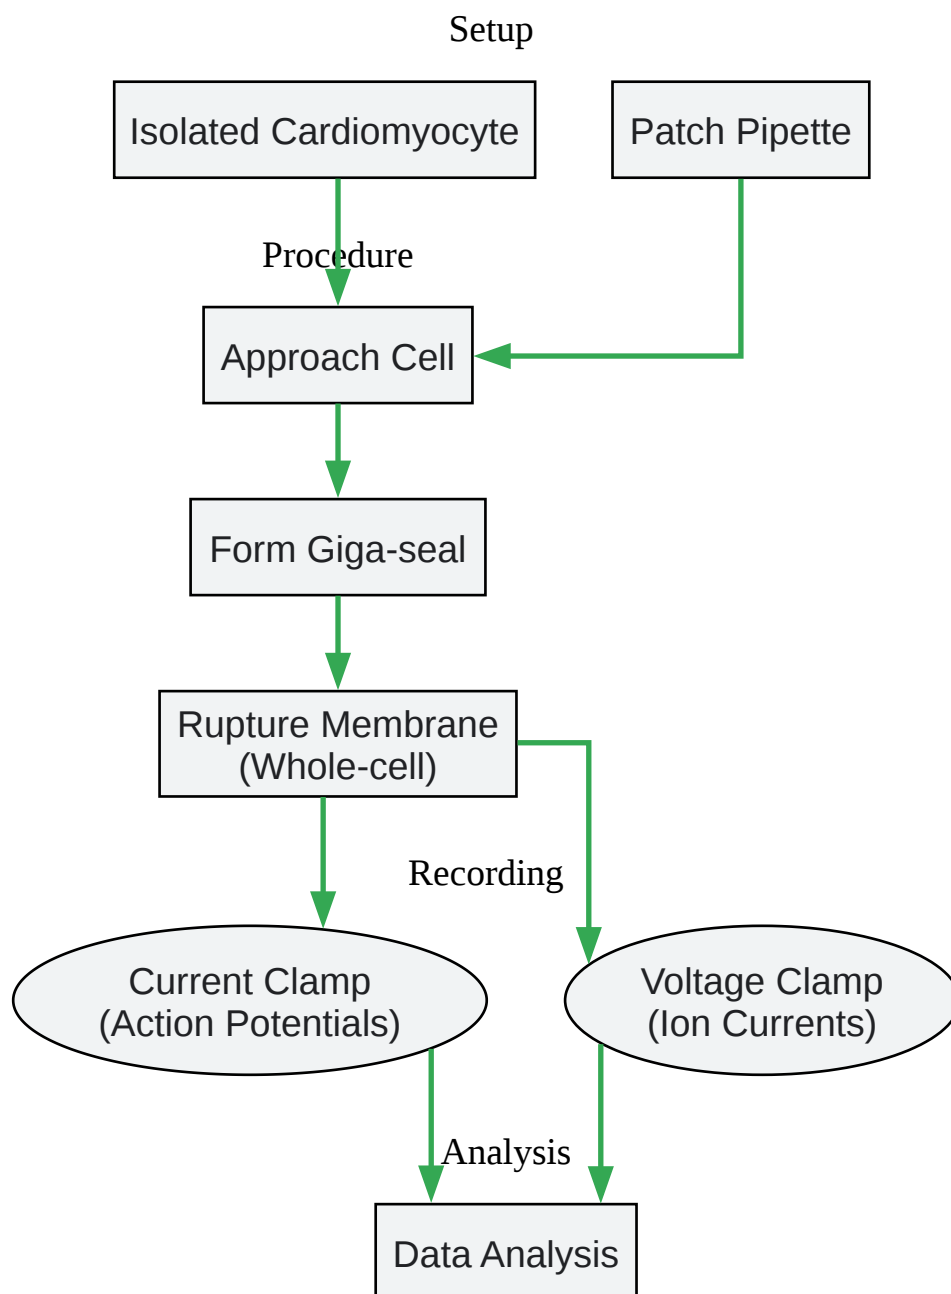 Setup
Isolated Cardiomyocyte
Patch Pipette
Procedure
Approach Cell
Form Giga-seal
Rupture Membrane
(Whole-cell)
Recording
Current Clamp
(Action Potentials)
Voltage Clamp
(Ion Currents)
Analysis
Data Analysis